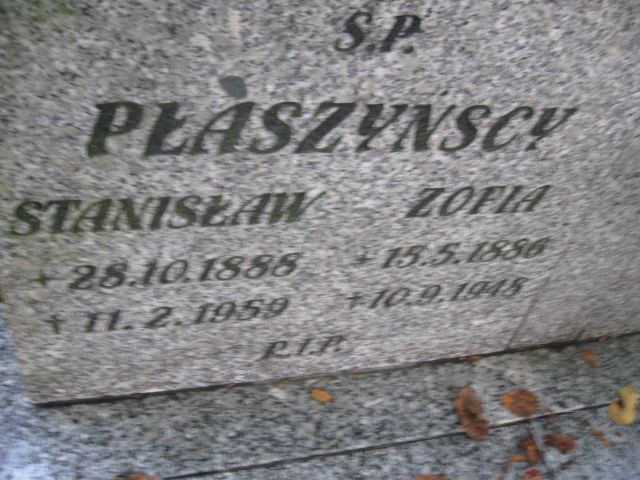 Ś.P.
PŁASZYŃSCY
STANISŁAW ZOFIA
+ 28.10.1888 + 15.5.1886
+ 11.2.1959 + 10.9.1948
R.I.P.